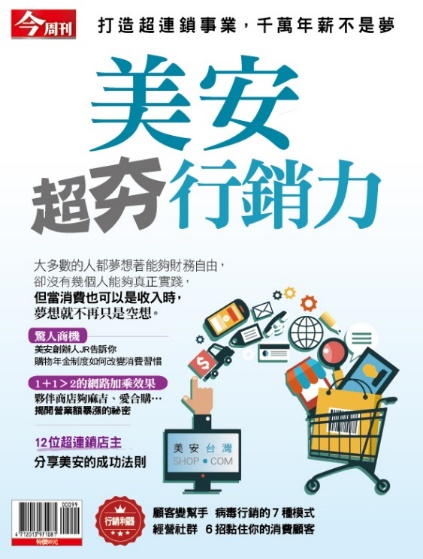 今周刊
打造超連鎖事業，千萬年薪不是夢
美安
超夯行銷力
大多數的人都夢想著能夠財務自由，
卻沒有幾個人能夠真正實踐，
但當消費也可以是收入時，
夢想就不再只是空想。
驚人商機
美安創辦人JR告訴你
購物年金制度如何改變消費習慣
1+1>2的網路加乘效果
夥伴商店夠麻吉、愛合購…
揭開營業額暴漲的祕密
12位超連鎖店主
分享美安的成功法則
美安台灣
SHOP•COM
行銷利器
顧客變幫手 病毒行銷的7種模式
經營社群 6招黏住你的消費顧客
00099